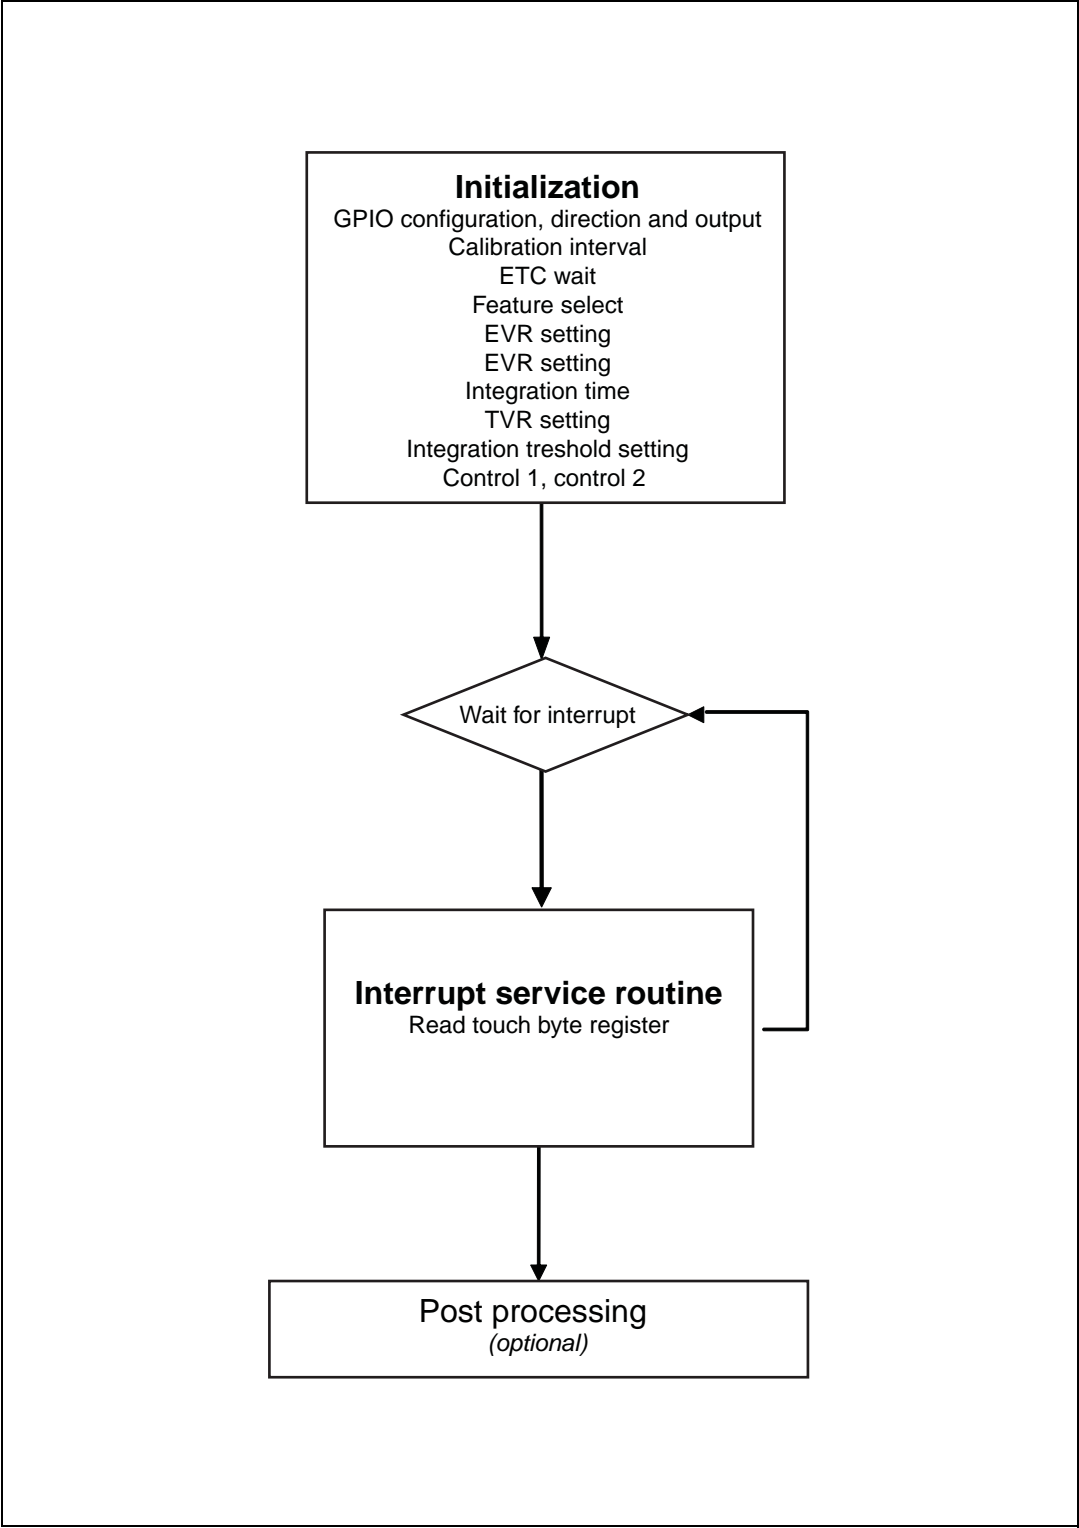 Initialization
GPIO configuration, direction and output
Calibration interval
ETC wait
Feature select
EVR setting
EVR setting
Integration time
TVR setting
Integration treshold setting
Control 1, control 2
Wait for interrupt
Interrupt service routine
Read touch byte register
Post processing
(optional)